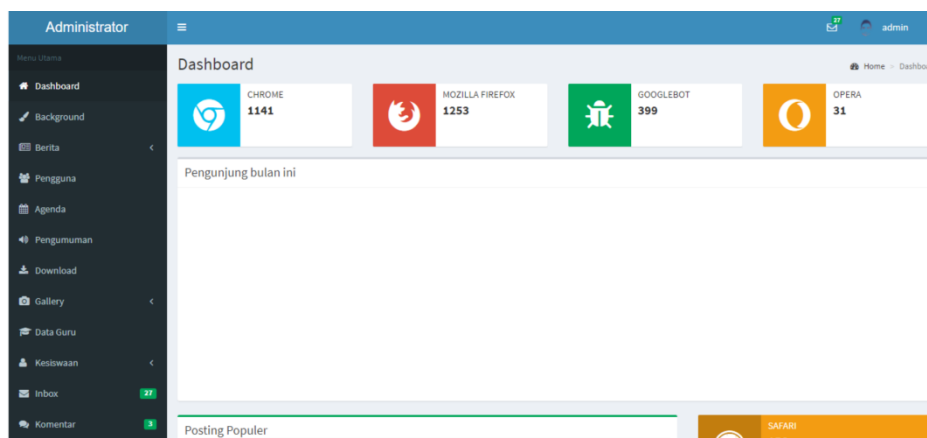 Administrator
27
admin
Menu Utama
Dashboard
Home > Dashboa
Dashboard
Background
Berita
Pengguna
Agenda
Pengumuman
Download
Gallery
Data Guru
Kesiswaan
Inbox 27
Komentar 3
CHROME
1141
MOZILLA FIREFOX
1253
GOOGLEBOT
399
OPERA
31
Pengunjung bulan ini
Posting Populer
SAFARI